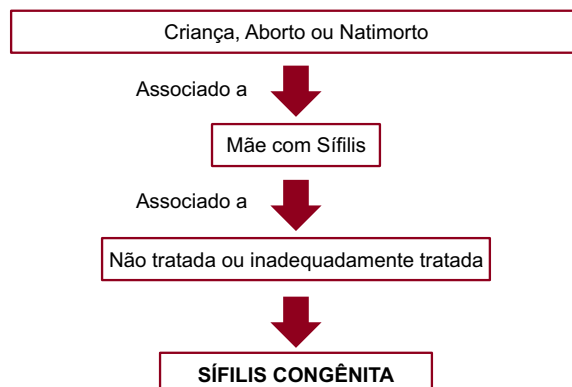 Criança, Aborto ou Natimorto
Associado a
Mãe com Sífilis
Associado a
Não tratada ou inadequadamente tratada
SÍFILIS CONGÊNITA